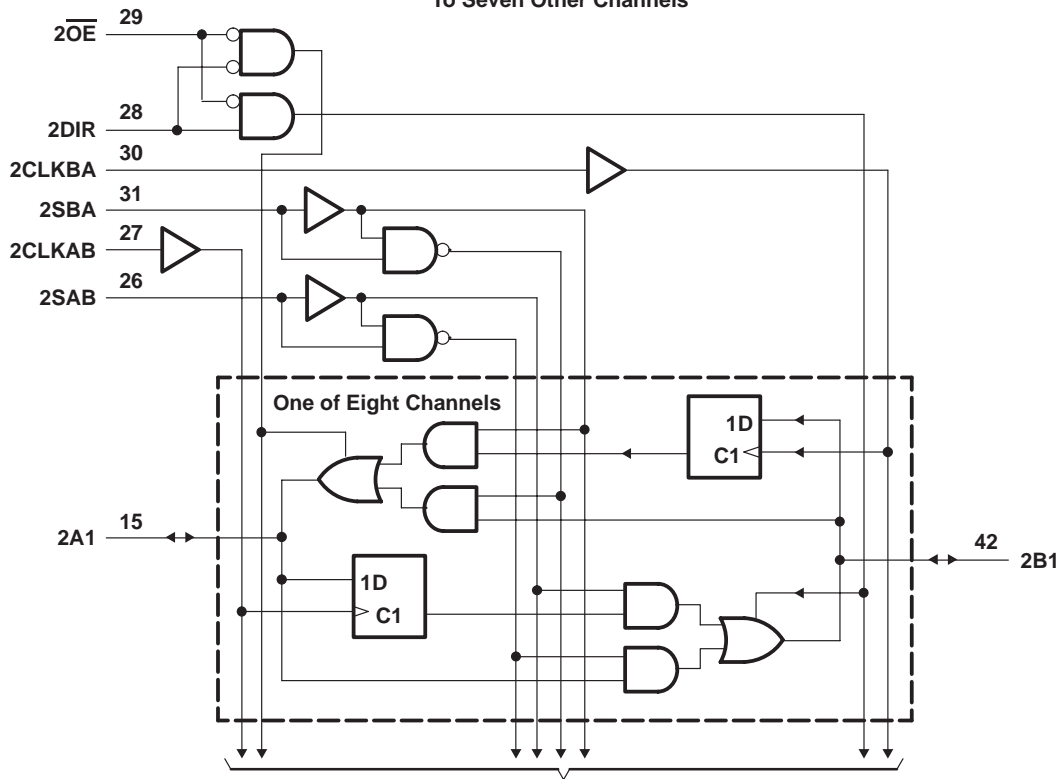 To Seven Other Channels
2OE 29
2DIR 28
2CLKBA 30
2SBA 31
2CLKAB 27
2SAB 26
One of Eight Channels
1D
C1
2A1 15
42 2B1
1D
C1